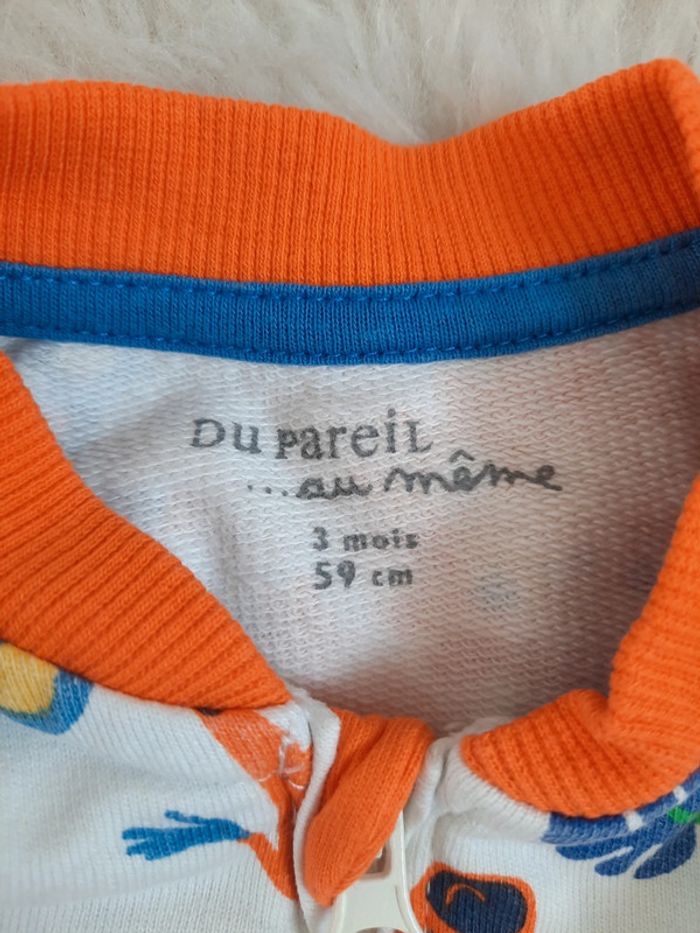 Du pareil
...au même
3 mois
59 cm